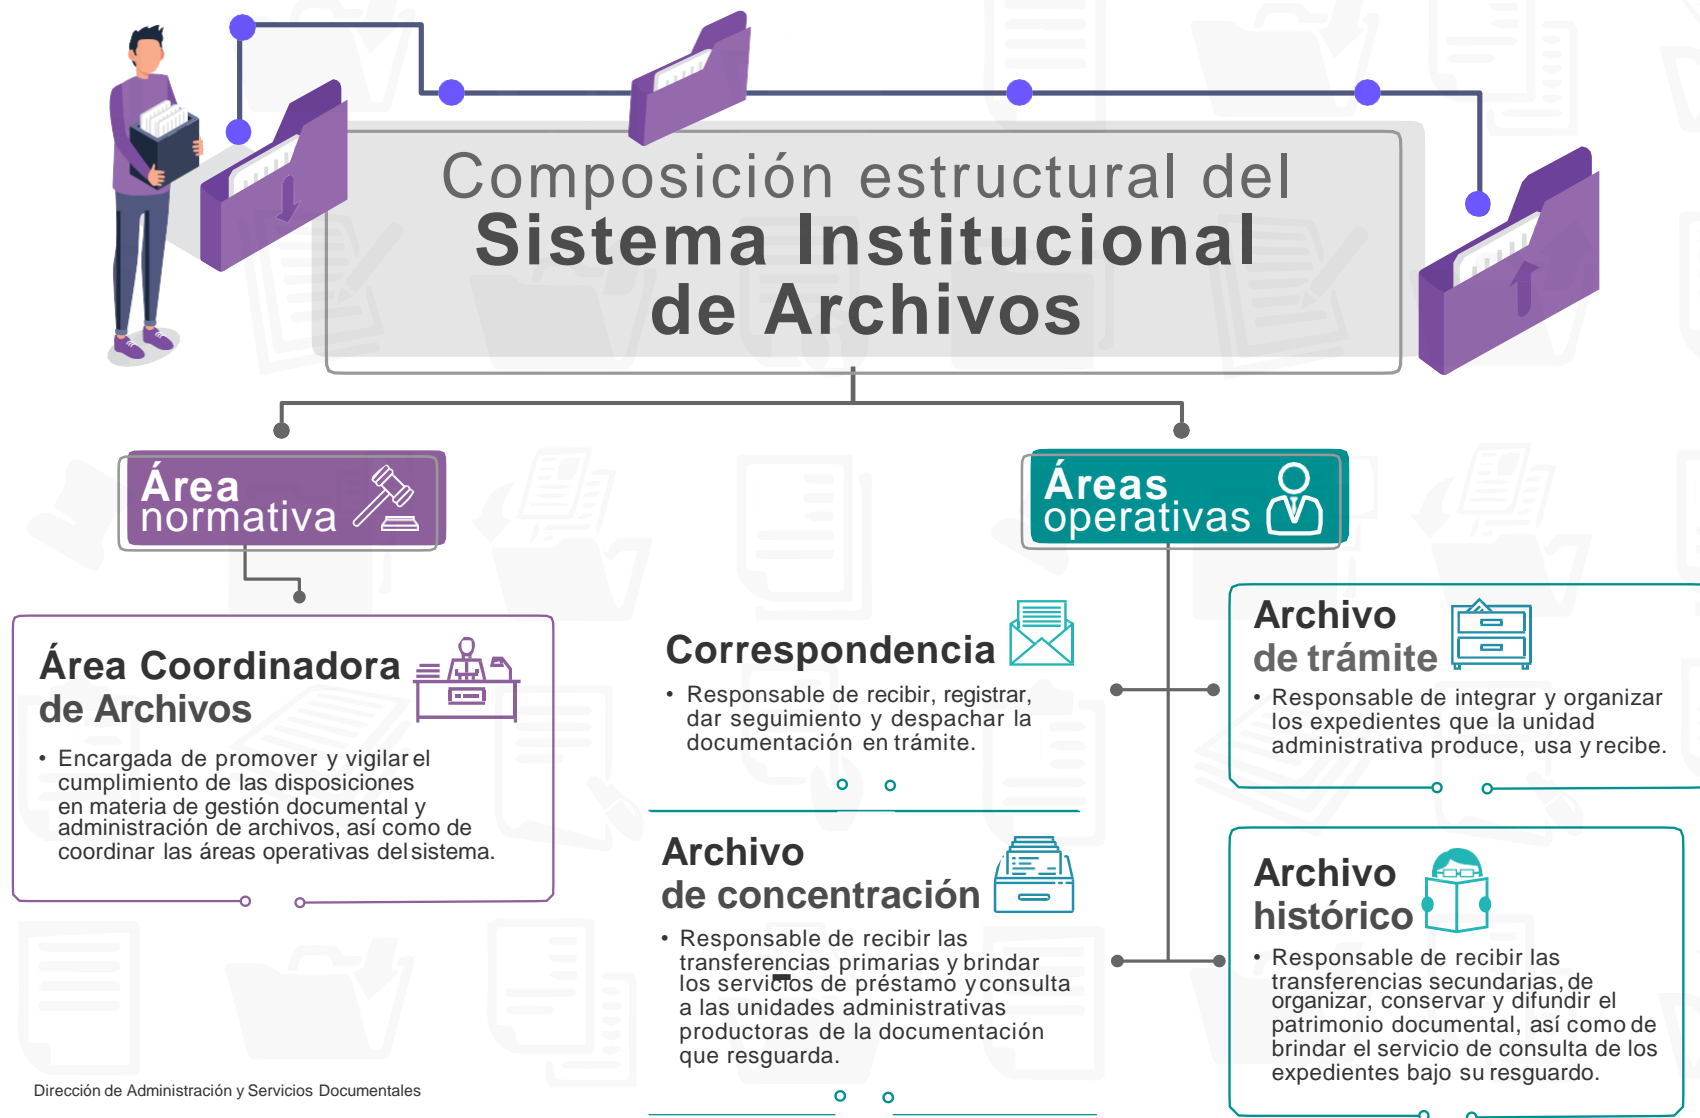 Composición estructural del
Sistema Institucional
de Archivos
Área
normativa
Áreas
operativas
Área Coordinadora
de Archivos
• Encargada de promover y vigilar el
cumplimiento de las disposiciones
en materia de gestión documental y
administración de archivos, así como de
coordinar las áreas operativas del sistema.
Correspondencia
• Responsable de recibir, registrar,
dar seguimiento y despachar la
documentación en trámite.
Archivo
de trámite
• Responsable de integrar y organizar
los expedientes que la unidad
administrativa produce, usa y recibe.
Archivo
de concentración
• Responsable de recibir las
transferencias primarias y brindar
los servicios de préstamo y consulta
a las unidades administrativas
productoras de la documentación
que resguarda.
Archivo
histórico
• Responsable de recibir las
transferencias secundarias, de
organizar, conservar y difundir el
patrimonio documental, así como de
brindar el servicio de consulta de los
expedientes bajo su resguardo.
Dirección de Administración y Servicios Documentales